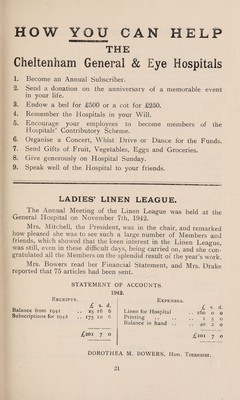 HOW YOU CAN HELP
THE
Cheltenham General & Eye Hospitals
1. Become an Annual Subscriber.
2. Send a donation on the anniversary of a memorable event
in your life.
3. Endow a bed for £500 or a cot for £250.
4. Remember the Hospitals in your Will.
5. Encourage your employees to become members of the
Hospitals' Contributory Scheme.
6. Organise a Concert, Whist Drive or Dance for the Funds.
7. Send Gifts of Fruit, Vegetables, Eggs and Groceries.
8. Give generously on Hospital Sunday.
9. Speak well of the Hospital to your friends.
LADIES' LINEN LEAGUE.
The Annual Meeting of the Linen League was held at the
General Hospital on November 7th, 1942.
Mrs. Mitchell, the President, was in the chair, and remarked
how pleased she was to see such a large number of Members and
friends, which showed that the keen interest in the Linen League,
was still, even in these difficult days, being carried on, and she con-
gratulated all the Members on the splendid result of the year's work.
Mrs. Bowers read her Financial Statement, and Mrs. Drake
reported that 75 articles had been sent.
STATEMENT OF ACCOUNTS
1942.
RECEIPTS.
£ s. d.
Balance from 1941 .. 25 16 6
Subscriptions for 1942 .. 175 10 6
£201 7 0
EXPENSES.
£ s. d.
Linen for Hospital .. 160 0 0
Printing .. .. 1 5 0
Balance in hand .. 40 2 0
£201 7 0
DOROTHEA M. BOWERS, Hon. Treasurer.
21